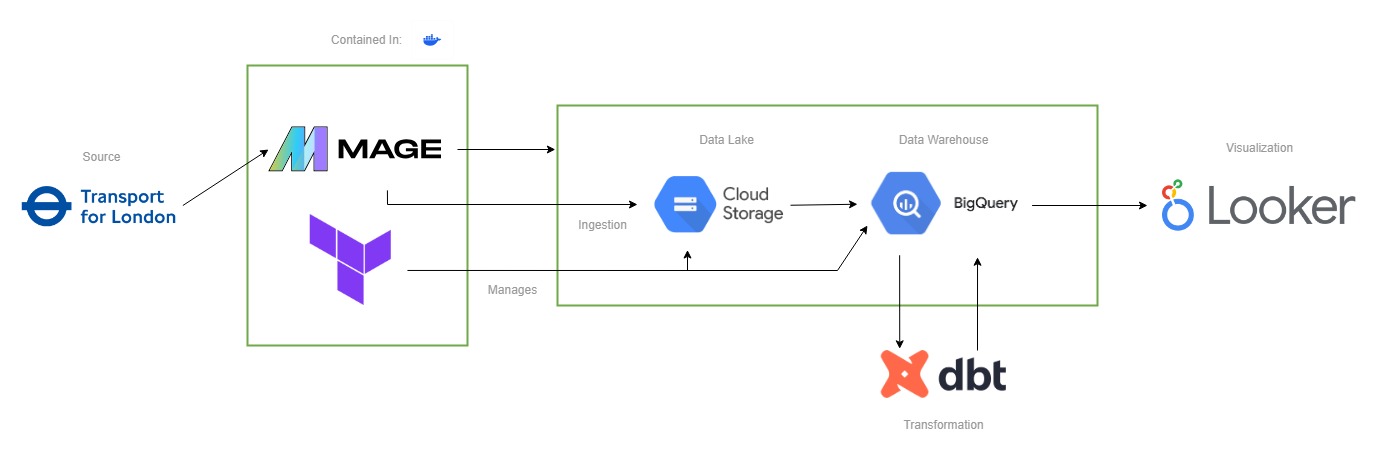 Contained In:
Source
Transport
for London
MAGE
Data Lake
Data Warehouse
Visualization
Cloud
Storage
BigQuery
Looker
Ingestion
Manages
dbt
Transformation